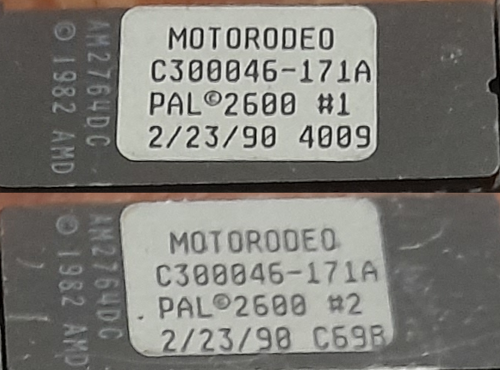 AM2764DC
© 1982 AMD
MOTORODEO
C300046-171A
PAL©2600 #1
2/23/90 4009
AM2764DC
© 1982 AMD
MOTORODEO
C300046-171A
PAL©2600 #2
2/23/90 C69B